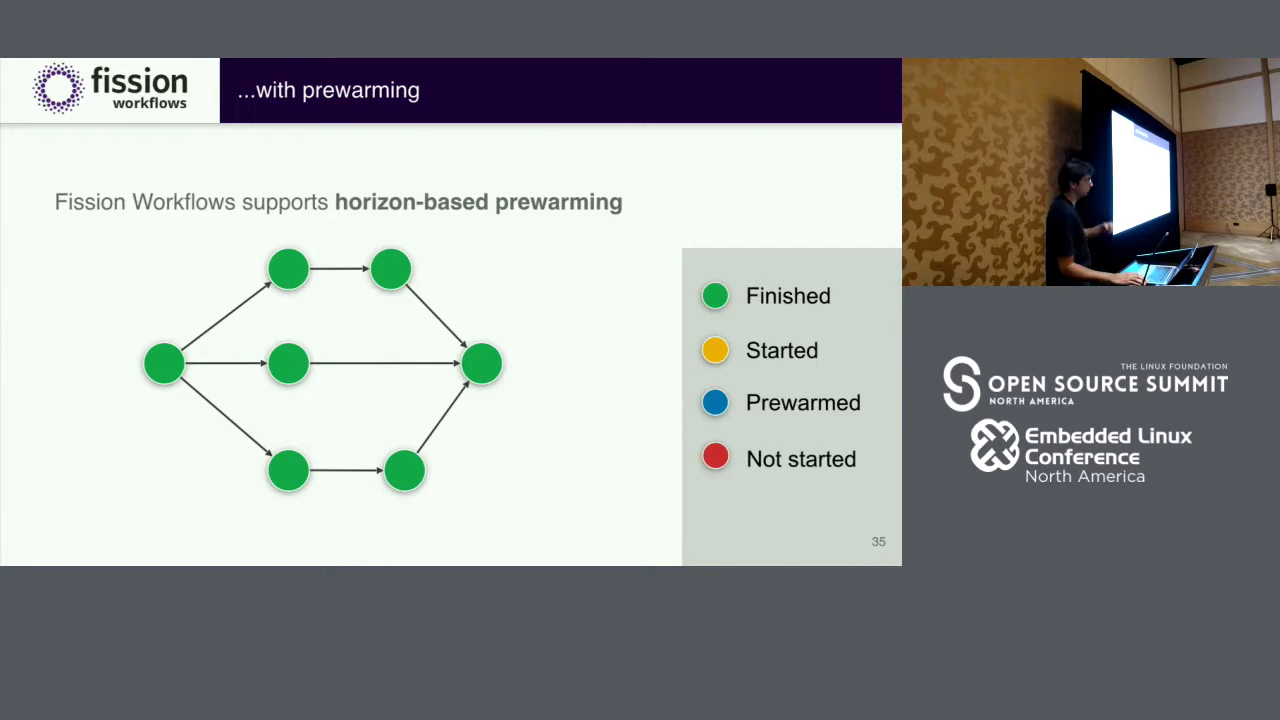 fission
workflows
...with prewarming
Fission Workflows supports horizon-based prewarming
Finished
Started
Prewarmed
Not started
35
THE LINUX FOUNDATION
OPEN SOURCE SUMMIT
NORTH AMERICA
Embedded Linux
Conference
North America